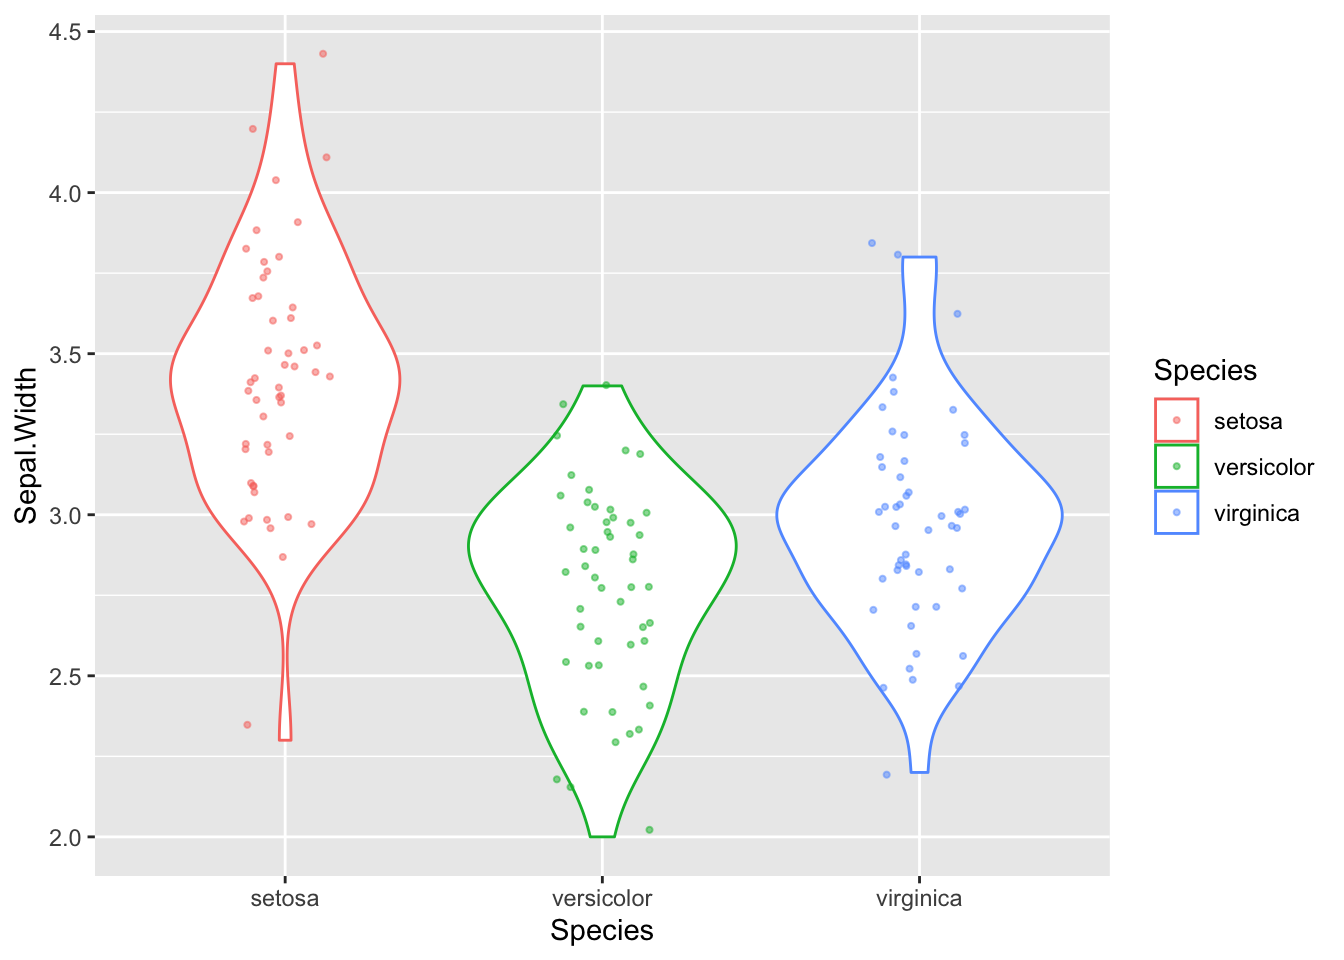 4.5
4.0
3.5
3.0
2.5
2.0
Sepal.Width
setosa
versicolor
virginica
Species
Species
setosa
versicolor
virginica